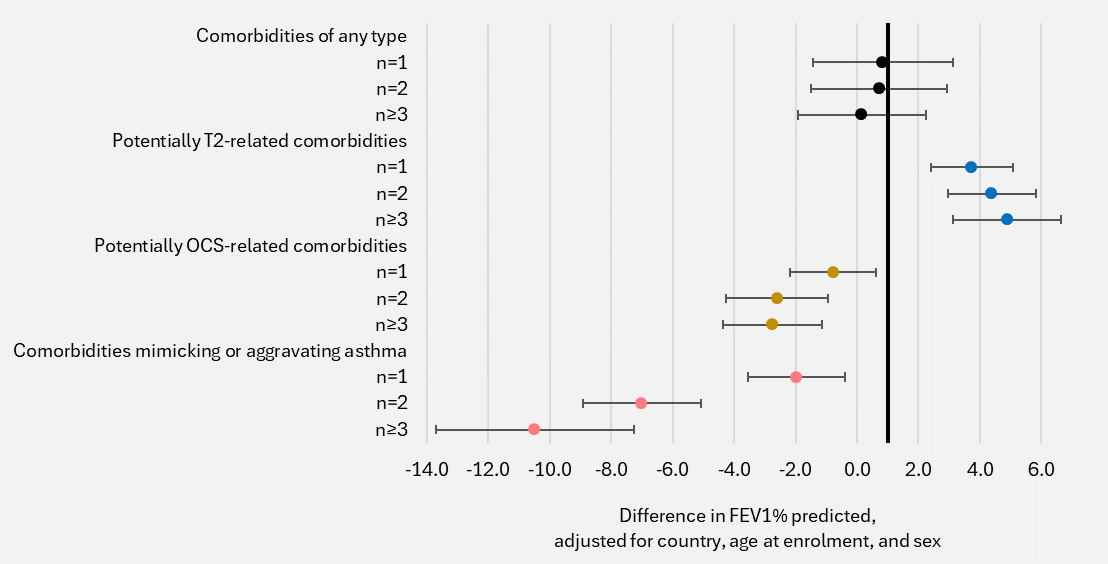 Comorbidities of any type
n=1
n=2
n≥3
Potentially T2-related comorbidities
n=1
n=2
n≥3
Potentially OCS-related comorbidities
n=1
n=2
n≥3
Comorbidities mimicking or aggravating asthma
n=1
n=2
n≥3
-14.0 -12.0 -10.0 -8.0 -6.0 -4.0 -2.0 0.0 2.0 4.0 6.0
Difference in FEV1% predicted,
adjusted for country, age at enrolment, and sex